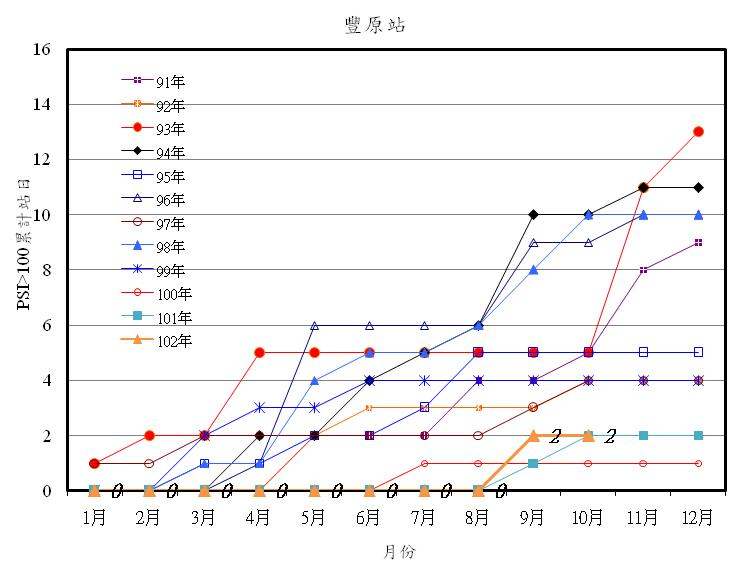 豐原站
PSI>100累計站日
16
14
12
10
8
6
4
2
0
91年
92年
93年
94年
95年
96年
97年
98年
99年
100年
101年
102年
0 0 0 0 0 0 0 0 2 2
1月 2月 3月 4月 5月 6月 7月 8月 9月 10月 11月 12月
月份